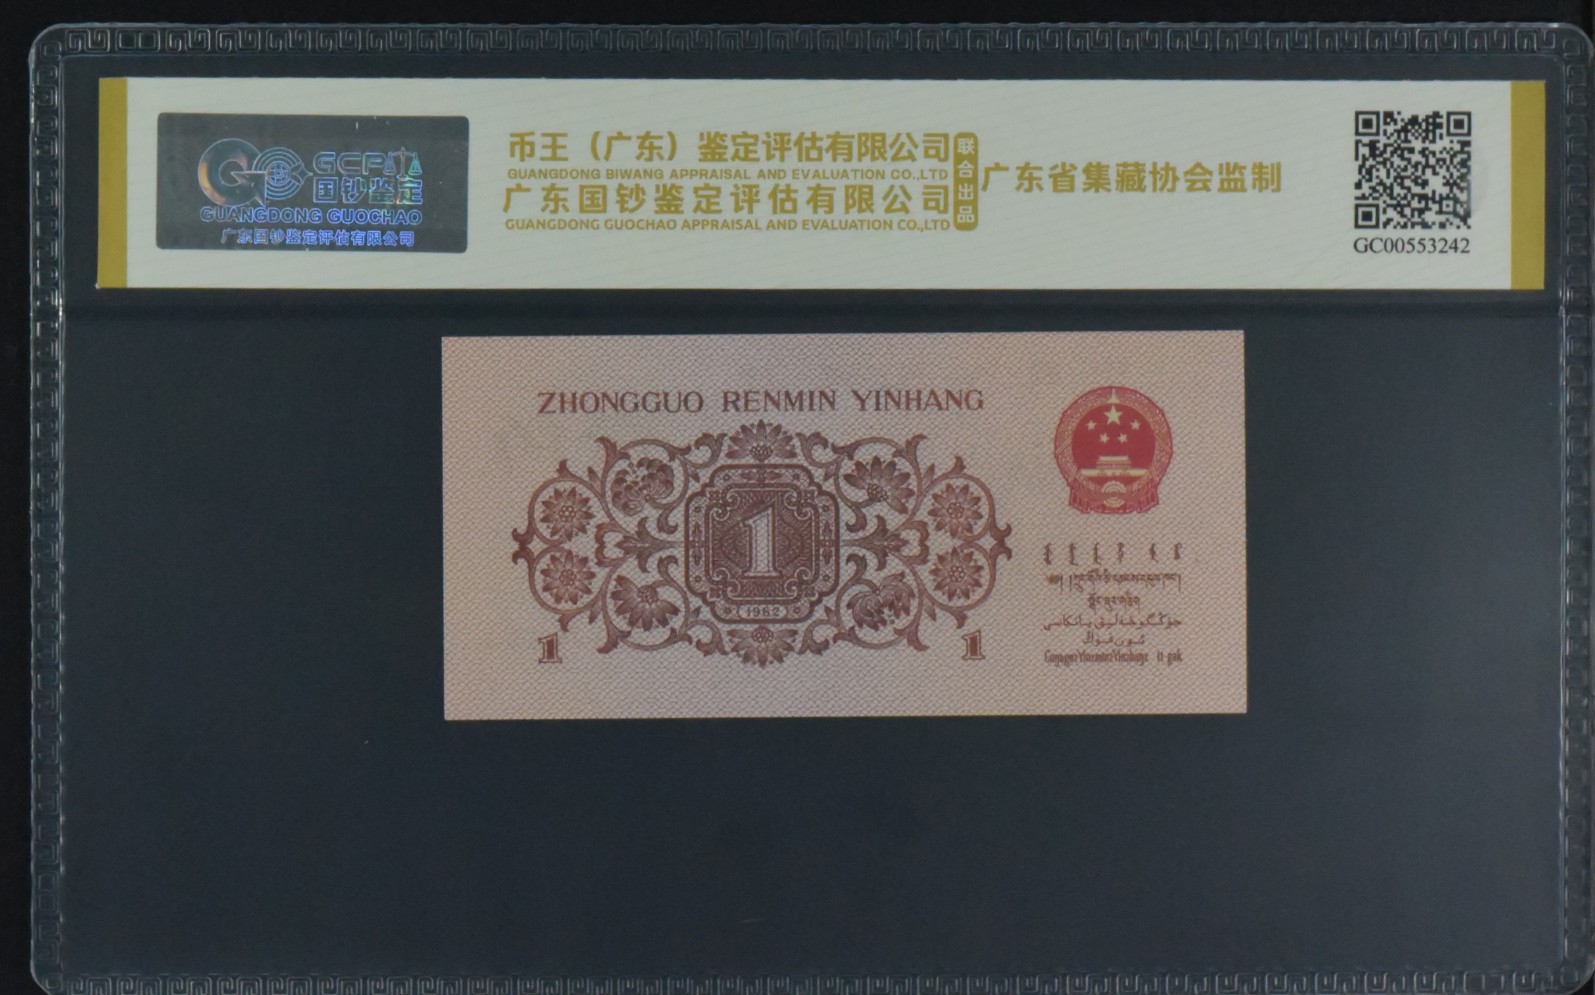 GCP
国钞鉴定
GUANGDONG GUOCHAO
广东国钞鉴定评估有限公司
币王（广东）鉴定评估有限公司
GUANGDONG BIWANG APPRAISAL AND EVALUATION CO.,LTD
广东国钞鉴定评估有限公司
GUANGDONG GUOCHAO APPRAISAL AND EVALUATION CO.,LTD
联合出品
广东省集藏协会监制
GC00553242
ZHONGGUO RENMIN YINHANG
1
1962
1
1